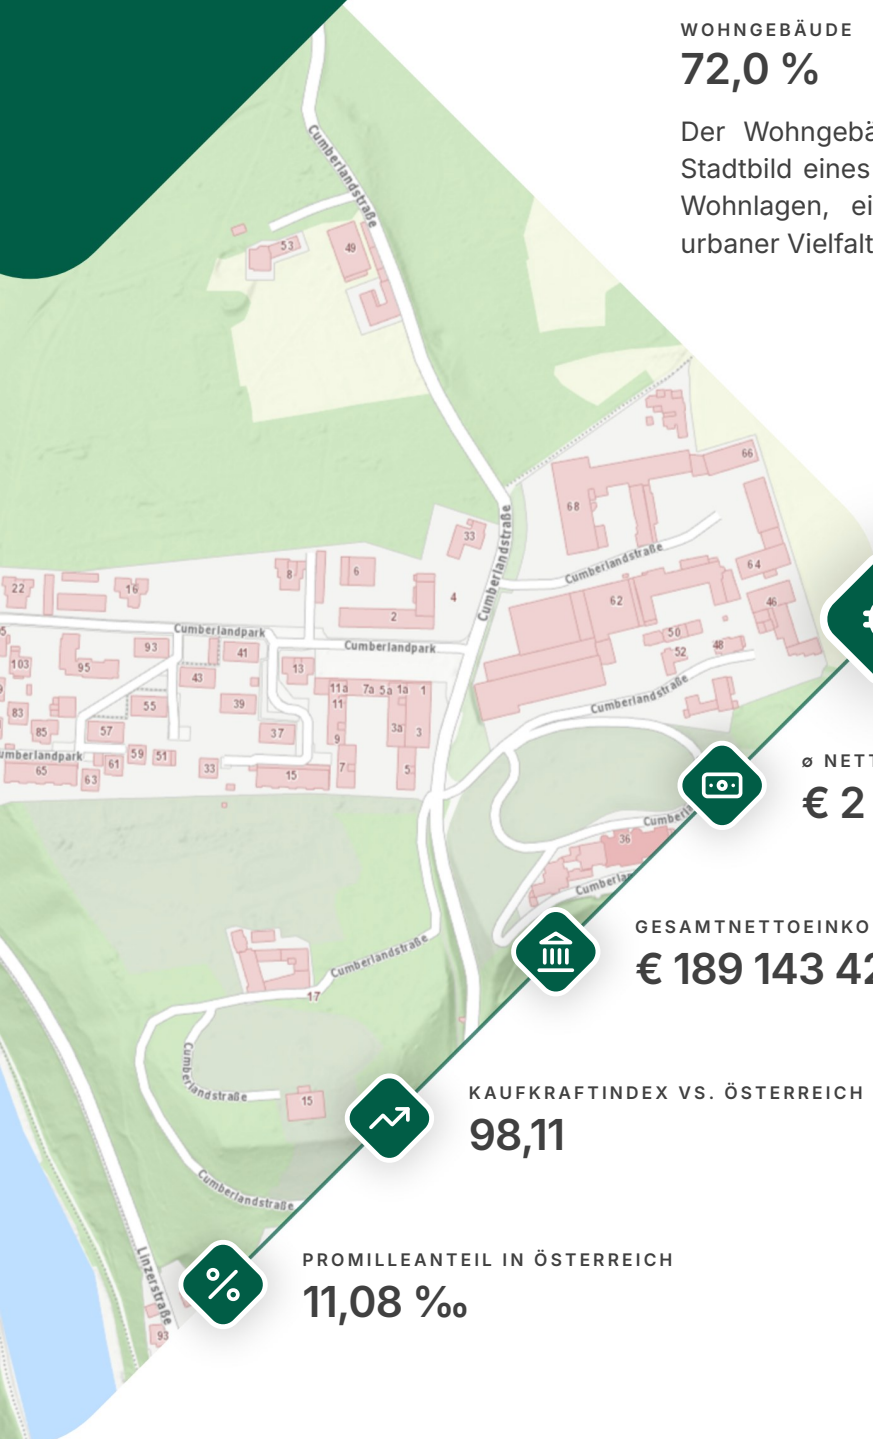 WOHNGEBÄUDE
72,0 %
Der Wohngebä
Stadtbild eines
Wohnlagen, ei
urbaner Vielfalt
Cumberlandstraße
53
49
66
68
33
Cumberlandstraße
Cumberlandstraße
64
22
16
8
6
4
2
62
46
Cumberlandpark
Cumberlandpark
50
48
52
103
95
93
41
43
13
11a 7a 5a 1a 1
11
83
55
39
3a 3
85
57
37
9
Cumberlandstraße
umberlandpark
59
51
61
65
63
33
15
7
5
ø NETT
€ 2
Cumberla
36
Cumberlan
GESAMTNETTOEINKO
€ 189 143 42
Cumberlandstraße
17
Cumberlandstraße
15
KAUFKRAFTINDEX VS. ÖSTERREICH
98,11
Cumberlandstraße
Linzerstraße
93
PROMILLEANTEIL IN ÖSTERREICH
11,08 ‰